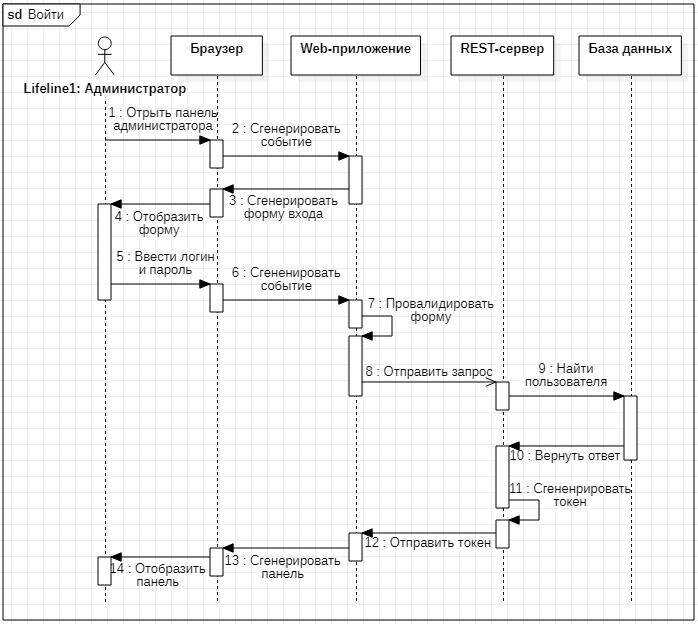 sd Войти
Браузер
Web-приложение
REST-сервер
База данных
Lifeline1: Администратор
1 : Отрыть панель
администратора
2 : Сгенерировать
событие
3 : Сгенерировать
форму входа
4 : Отобразить
форму
5 : Ввести логин
и пароль
6 : Сгененировать
событие
7 : Провалидировать
форму
8 : Отправить запрос
9 : Найти
пользователя
10 : Вернуть ответ
11 : Сгененрировать
токен
12 : Отправить токен
13 : Сгенерировать
панель
14 : Отобразить
панель